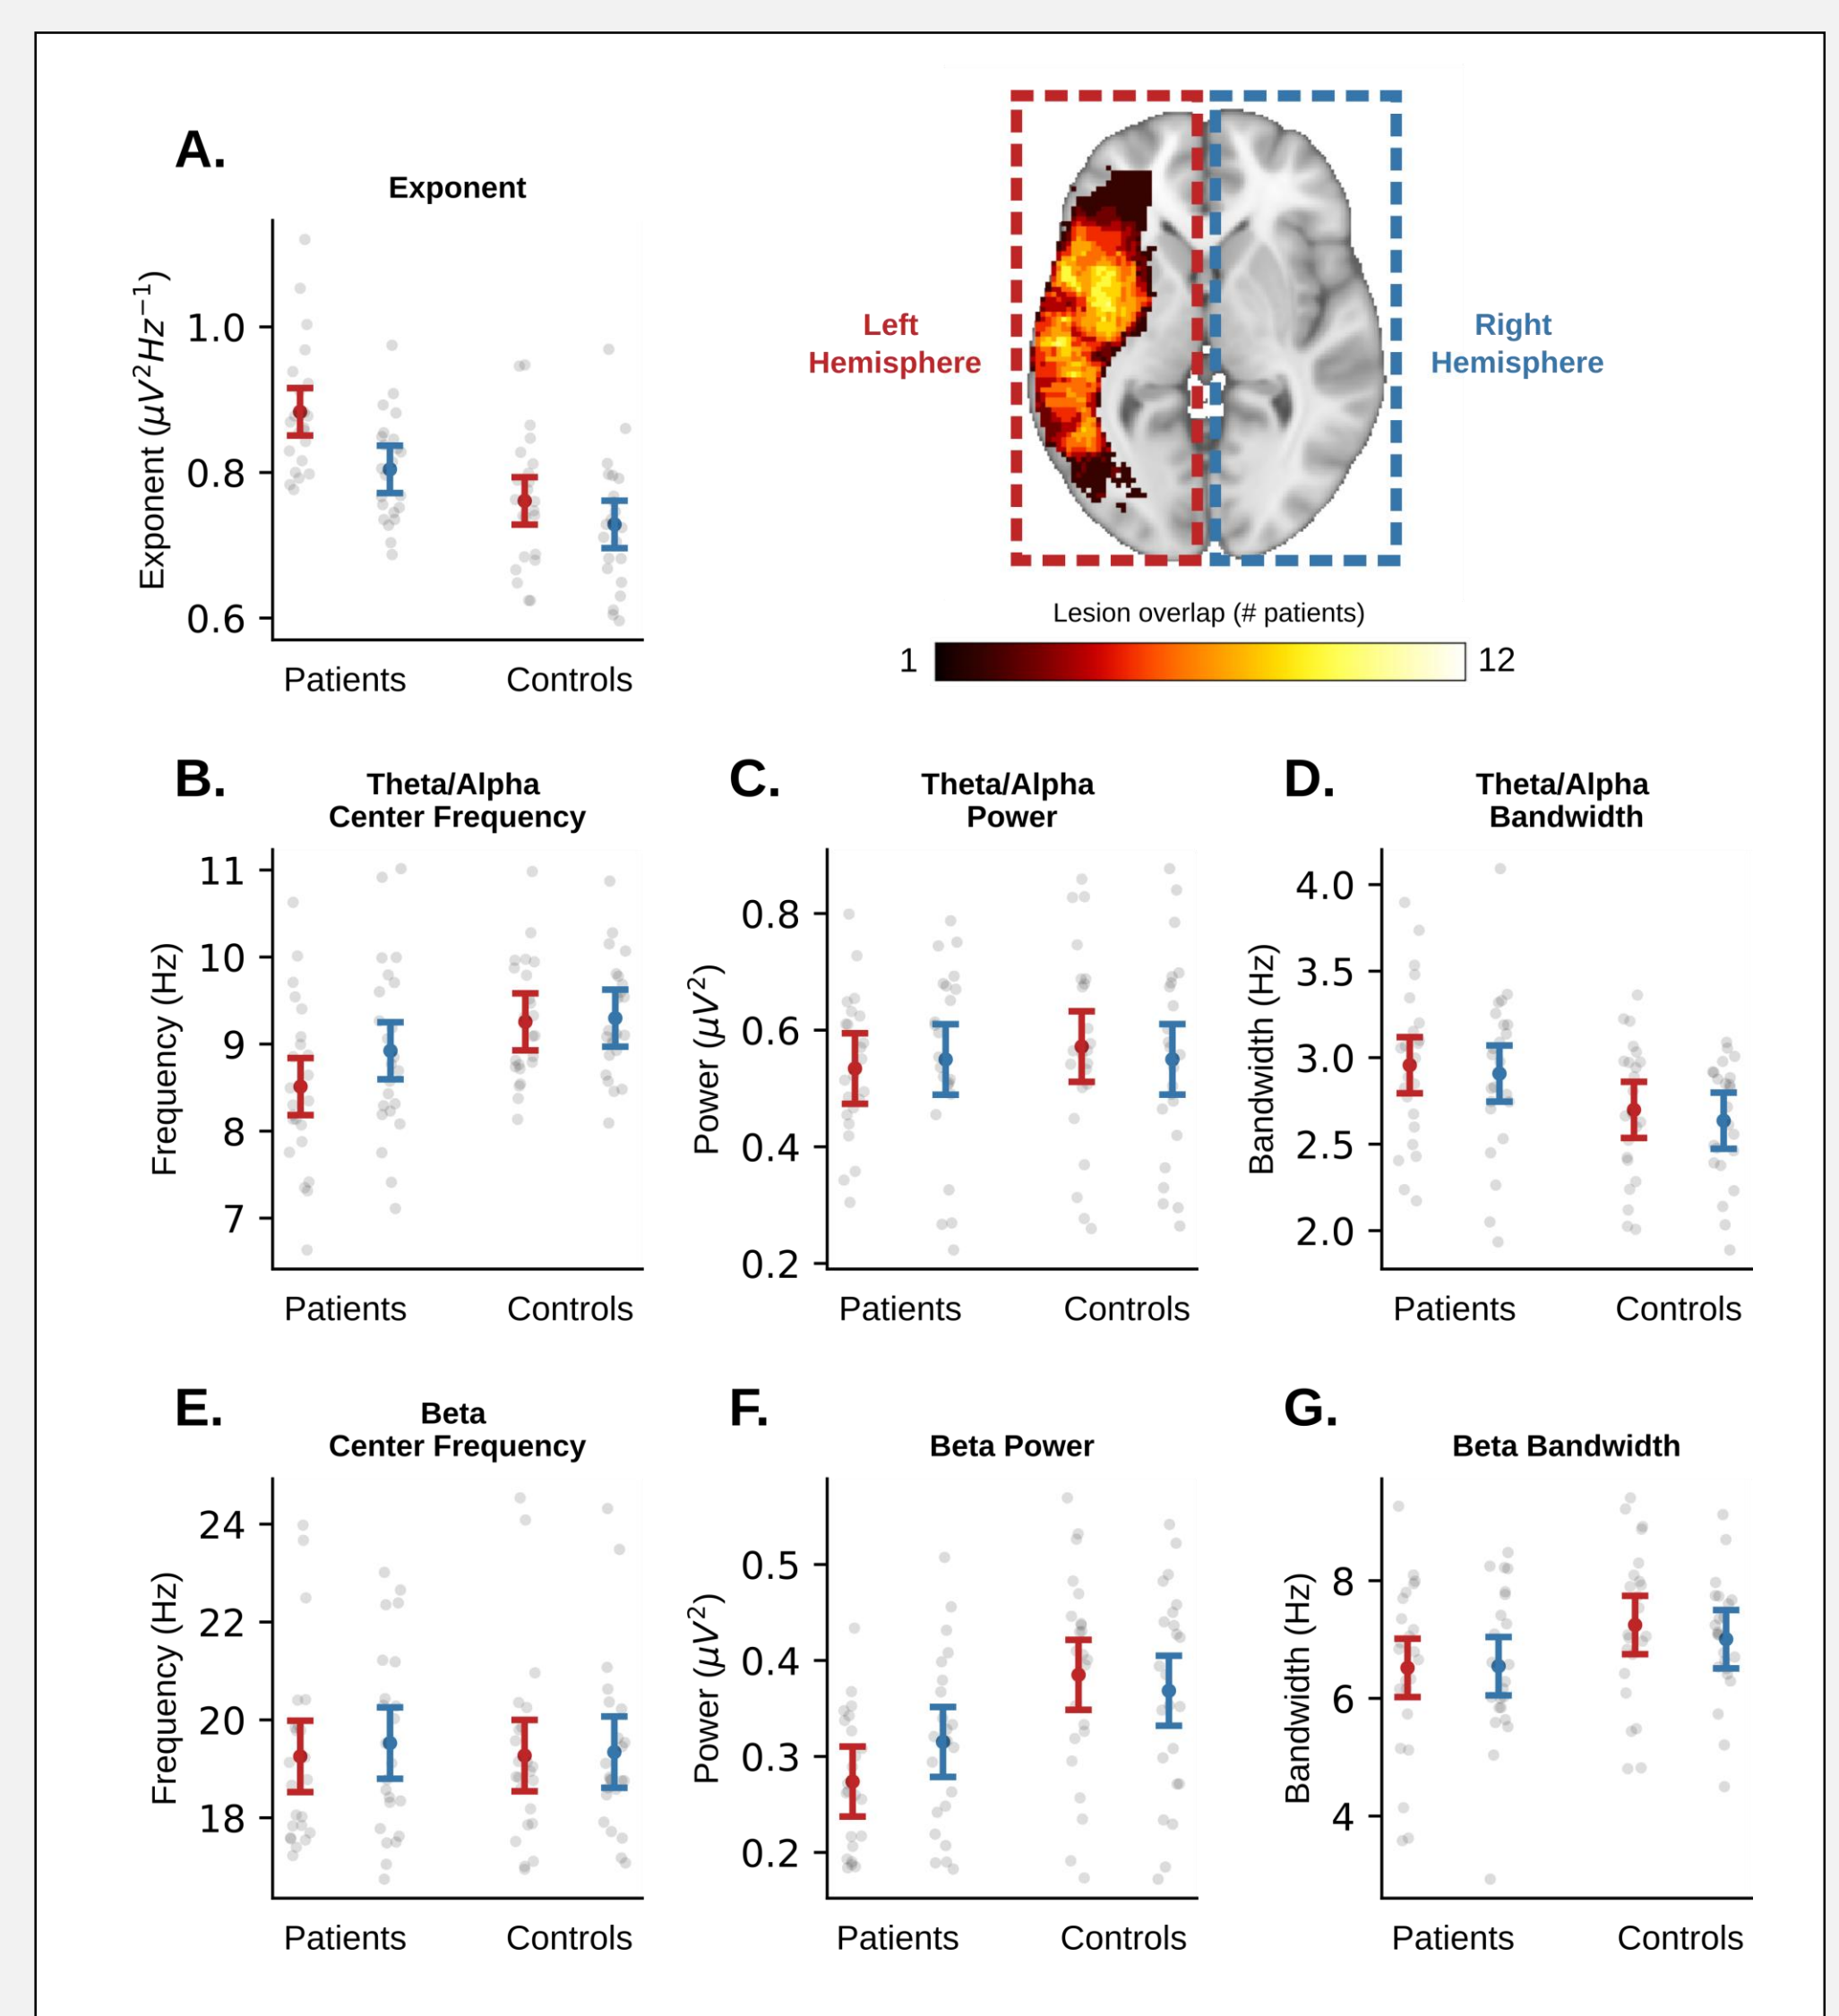 A.
Exponent
Exponent (μV²Hz⁻¹)
1.0
0.8
0.6
Patients
Controls
Left
Hemisphere
Right
Hemisphere
Lesion overlap (# patients)
1
12
B.
Theta/Alpha
Center Frequency
Frequency (Hz)
11
10
9
8
7
Patients
Controls
C.
Theta/Alpha
Power
Power (μV²)
0.8
0.6
0.4
0.2
Patients
Controls
D.
Theta/Alpha
Bandwidth
Bandwidth (Hz)
4.0
3.5
3.0
2.5
2.0
Patients
Controls
E.
Beta
Center Frequency
Frequency (Hz)
24
22
20
18
Patients
Controls
F.
Beta Power
Power (μV²)
0.5
0.4
0.3
0.2
Patients
Controls
G.
Beta Bandwidth
Bandwidth (Hz)
8
6
4
Patients
Controls